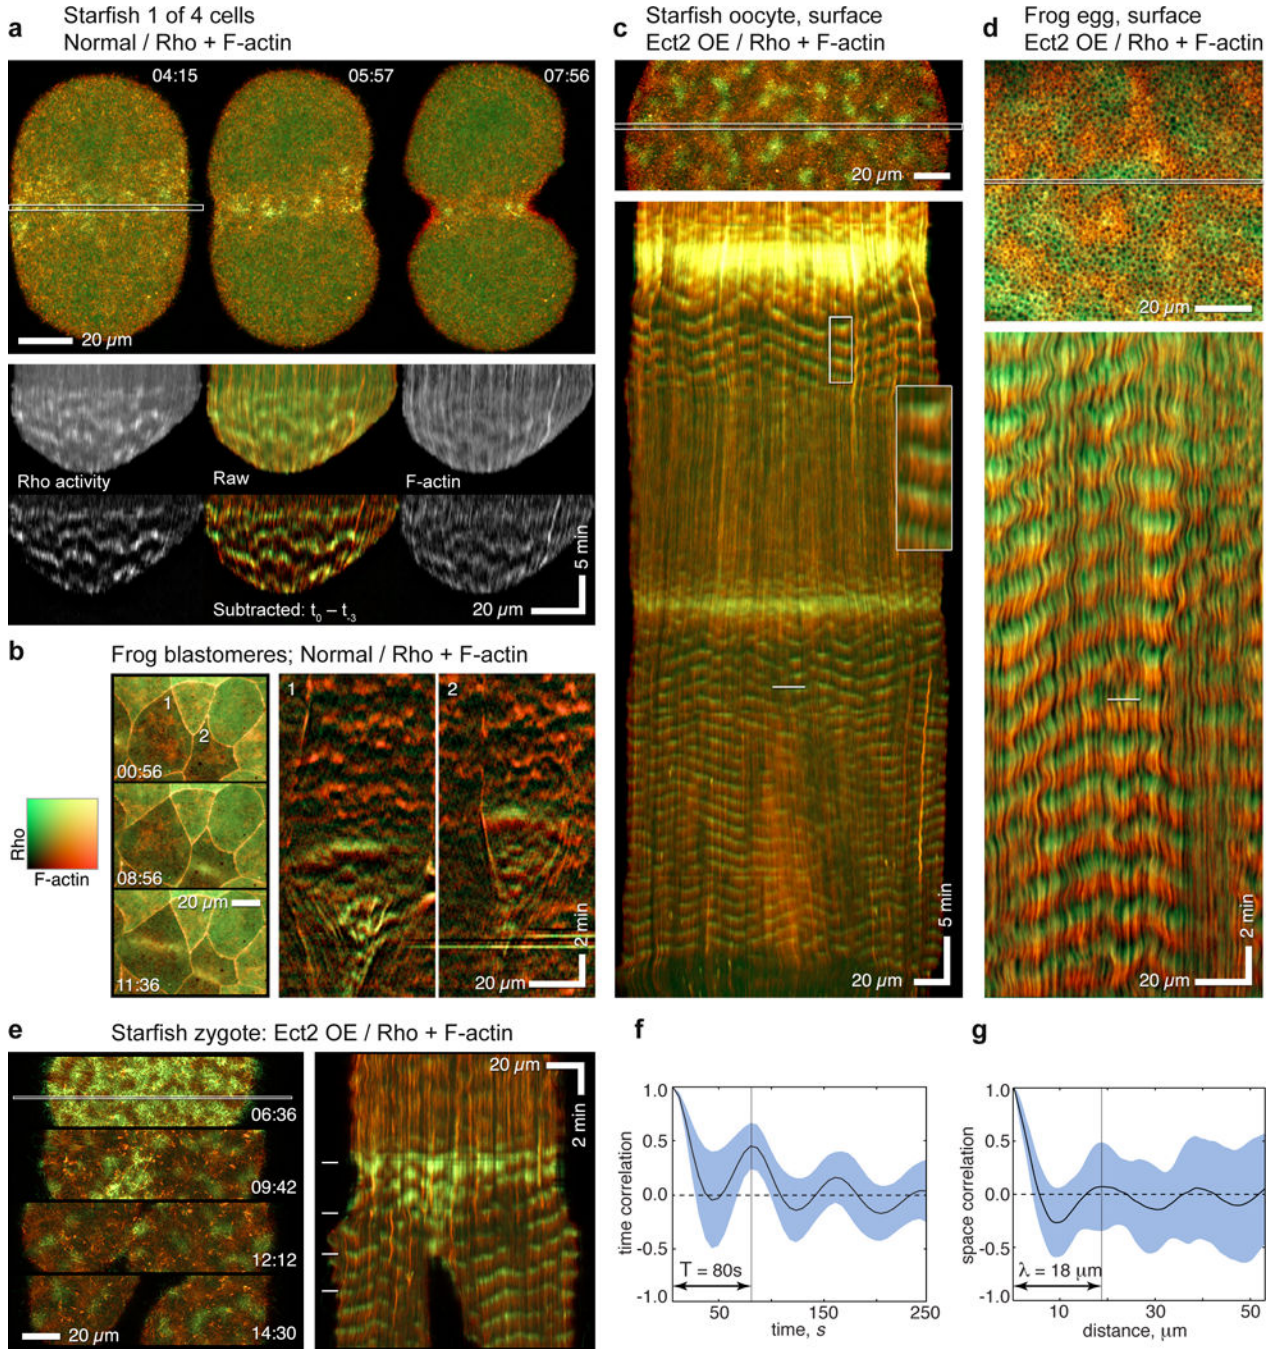 a
Starfish 1 of 4 cells
Normal / Rho + F-actin
04:15
05:57
07:56
20 µm
Rho activity
Raw
F-actin
Subtracted: t0 – t-3
20 µm
5 min
b
Frog blastomeres; Normal / Rho + F-actin
1
2
00:56
08:56
20 µm
11:36
Rho
F-actin
1
2
20 µm
2 min
c
Starfish oocyte, surface
Ect2 OE / Rho + F-actin
20 µm
20 µm
5 min
d
Frog egg, surface
Ect2 OE / Rho + F-actin
20 µm
20 µm
2 min
e
Starfish zygote: Ect2 OE / Rho + F-actin
06:36
09:42
12:12
14:30
20 µm
20 µm
2 min
f
1.0
0.5
0.0
-0.5
-1.0
time correlation
T = 80s
50
150
250
time, s
g
1.0
0.5
0.0
-0.5
-1.0
space correlation
λ = 18 µm
10
30
50
distance, µm